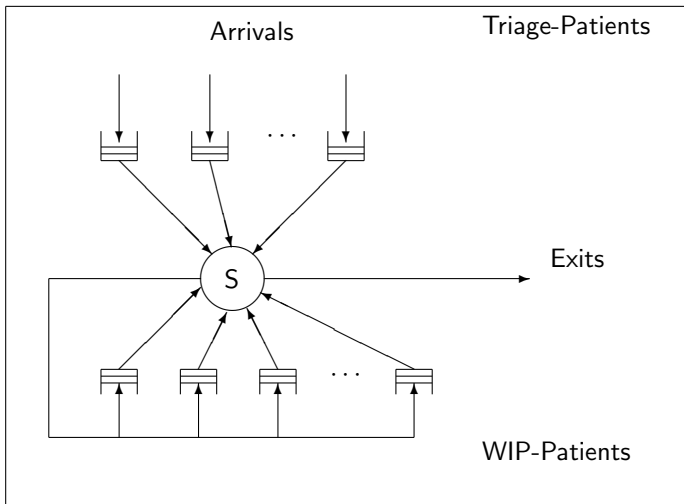 Arrivals
Triage-Patients
· · ·
Exits
S
· · ·
WIP-Patients